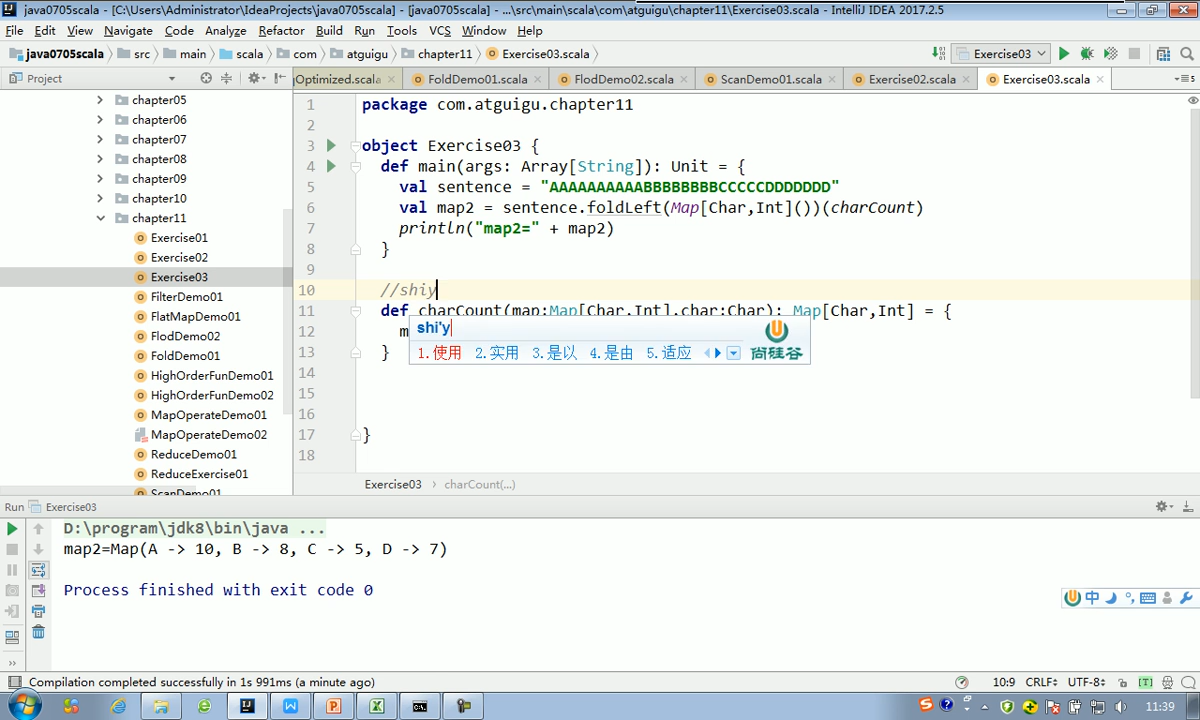 java0705scala - [C:\Users\Administrator\IdeaProjects\java0705scala] - [java0705scala] - ...\src\main\scala\com\atguigu\chapter11\Exercise03.scala - IntelliJ IDEA 2017.2.5
File Edit View Navigate Code Analyze Refactor Build Run Tools VCS Window Help
java0705scala src main scala com atguigu chapter11 Exercise03.scala Exercise03
Project
Optimized.scala FoldDemo01.scala FlodDemo02.scala ScanDemo01.scala Exercise02.scala Exercise03.scala
chapter05
chapter06
chapter07
chapter08
chapter09
chapter10
chapter11
Exercise01
Exercise02
Exercise03
FilterDemo01
FlatMapDemo01
FlodDemo02
FoldDemo01
HighOrderFunDemo01
HighOrderFunDemo02
MapOperateDemo01
MapOperateDemo02
ReduceDemo01
ReduceExercise01
ScanDemo01
1 package com.atguigu.chapter11
2
3 object Exercise03 {
4 def main(args: Array[String]): Unit = {
5 val sentence = "AAAAAAAAAABBBBBBBBCCCCCDDDDDDD"
6 val map2 = sentence.foldLeft(Map[Char,Int]())(charCount)
7 println("map2=" + map2)
8 }
9
10 //shiy
11 def charCount(map:Map[Char,Int],char:Char): Map[Char,Int] = {
12 m
13 }
14
15
16
17 }
18
shi'y
1.使用 2.实用 3.是以 4.是由 5.适应
尚硅谷
Exercise03 charCount(...)
Run Exercise03
D:\program\jdk8\bin\java ...
map2=Map(A -> 10, B -> 8, C -> 5, D -> 7)
Process finished with exit code 0
中
Compilation completed successfully in 1s 991ms (a minute ago) 10:9 CRLF UTF-8
11:39